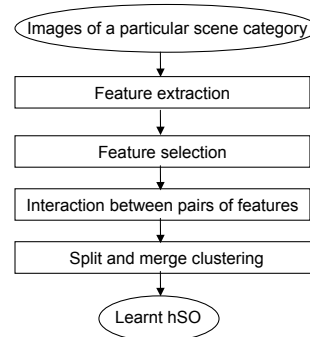 Images of a particular scene category
Feature extraction
Feature selection
Interaction between pairs of features
Split and merge clustering
Learnt hSO